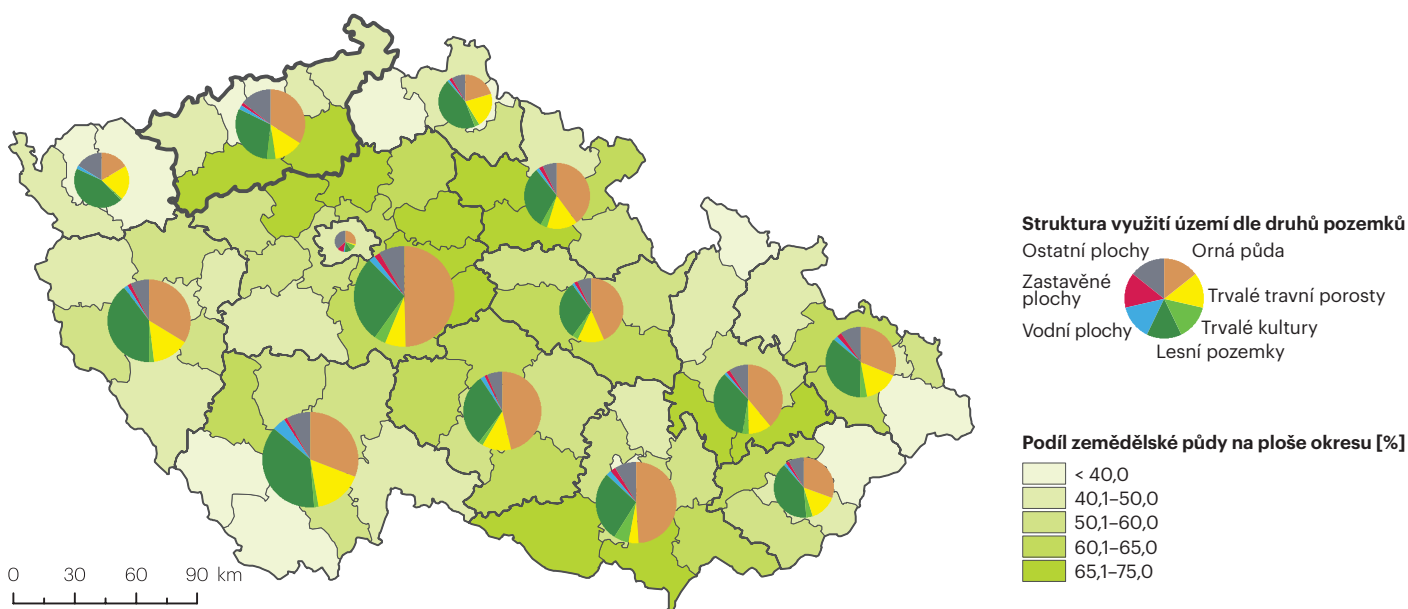 Struktura využití území dle druhů pozemků
Ostatní plochy
Orná půda
Zastavěné
plochy
Trvalé travní porosty
Vodní plochy
Trvalé kultury
Lesní pozemky
Podíl zemědělské půdy na ploše okresu [%]
< 40,0
40,1–50,0
50,1–60,0
60,1–65,0
65,1–75,0
0 30 60 90 km